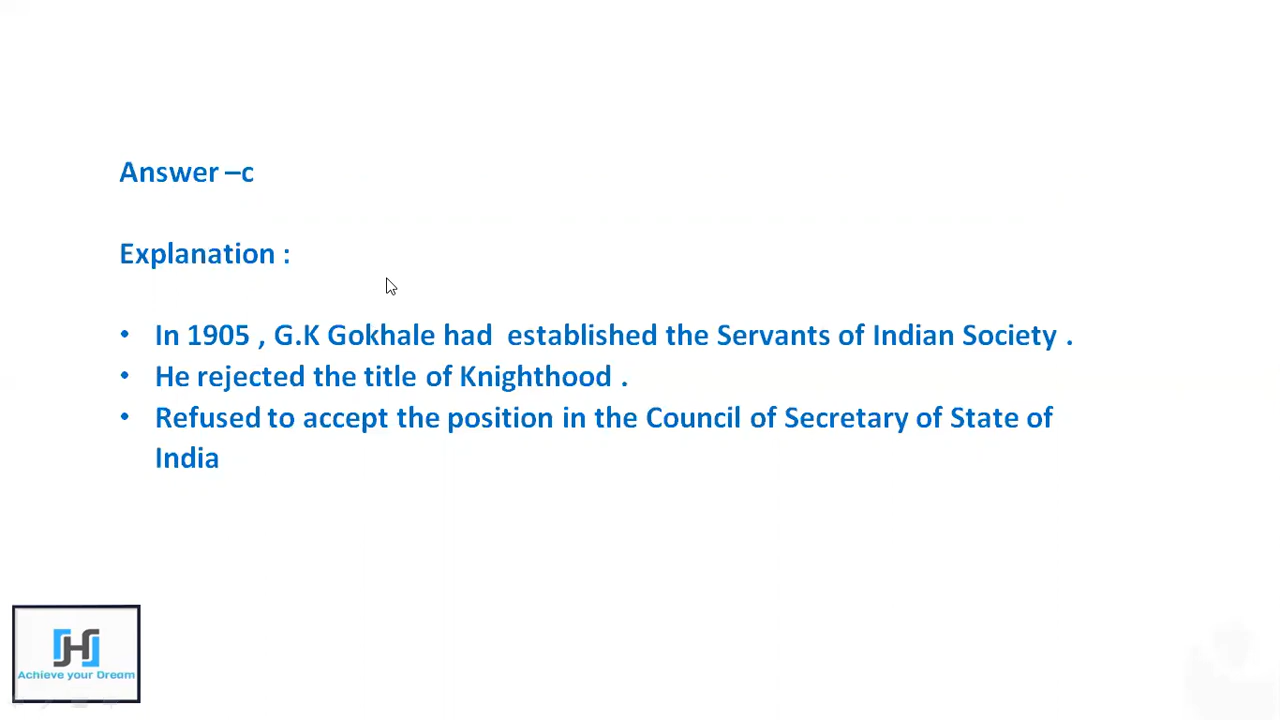 Answer –c
Explanation :
• In 1905 , G.K Gokhale had established the Servants of Indian Society .
• He rejected the title of Knighthood .
• Refused to accept the position in the Council of Secretary of State of
India
Achieve your Dream